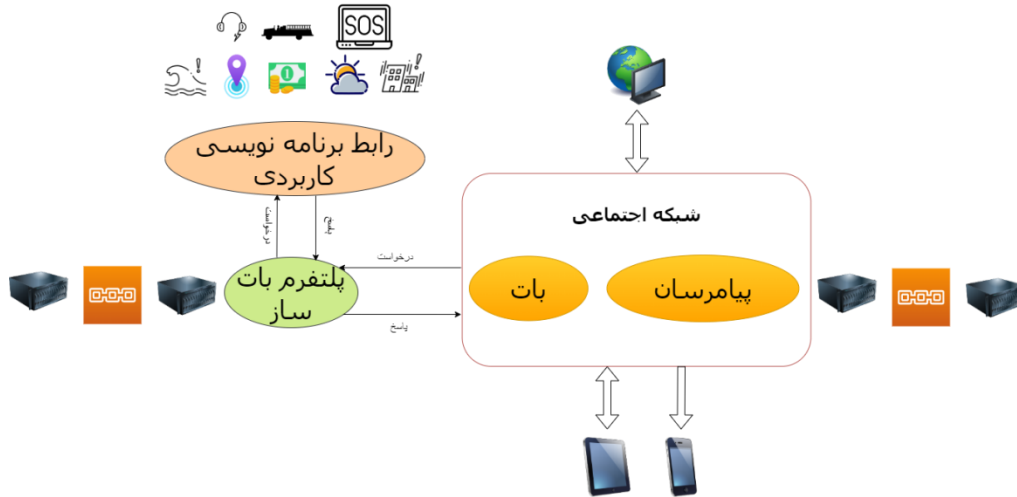 SOS
رابط برنامه نویسی
کاربردی
درخواست
پاسخ
شبکه اجتماعی
پلتفرم بات
ساز
درخواست
پاسخ
بات
پیامرسان